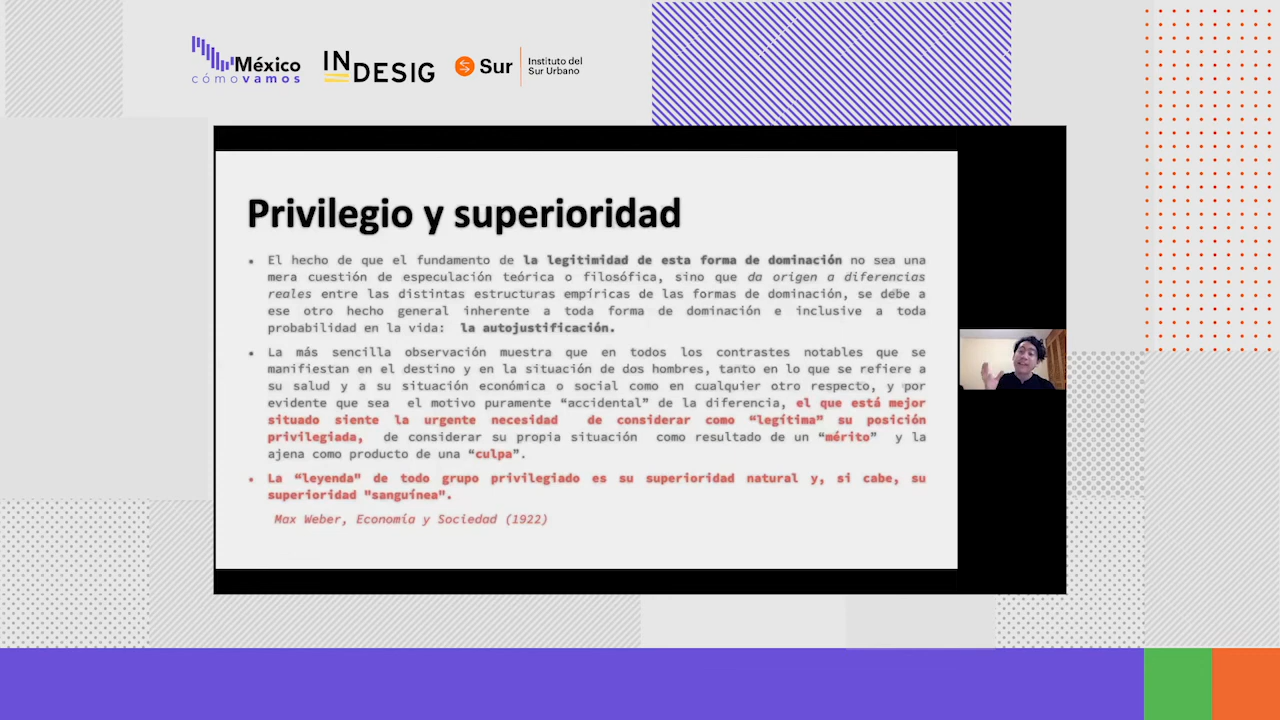 México
cómovamos
INDESIG
Sur
Instituto del
Sur Urbano
Privilegio y superioridad
• El hecho de que el fundamento de la legitimidad de esta forma de dominación no sea una
mera cuestión de especulación teórica o filosófica, sino que da origen a diferencias
reales entre las distintas estructuras empíricas de las formas de dominación, se debe a
ese otro hecho general inherente a toda forma de dominación e inclusive a toda
probabilidad en la vida: la autojustificación.
• La más sencilla observación muestra que en todos los contrastes notables que se
manifiestan en el destino y en la situación de dos hombres, tanto en lo que se refiere a
su salud y a su situación económica o social como en cualquier otro respecto, y por
evidente que sea el motivo puramente “accidental” de la diferencia, el que está mejor
situado siente la urgente necesidad de considerar como “legítima” su posición
privilegiada, de considerar su propia situación como resultado de un “mérito” y la
ajena como producto de una “culpa”.
• La “leyenda” de todo grupo privilegiado es su superioridad natural y, si cabe, su
superioridad "sanguínea".
Max Weber, Economía y Sociedad (1922)